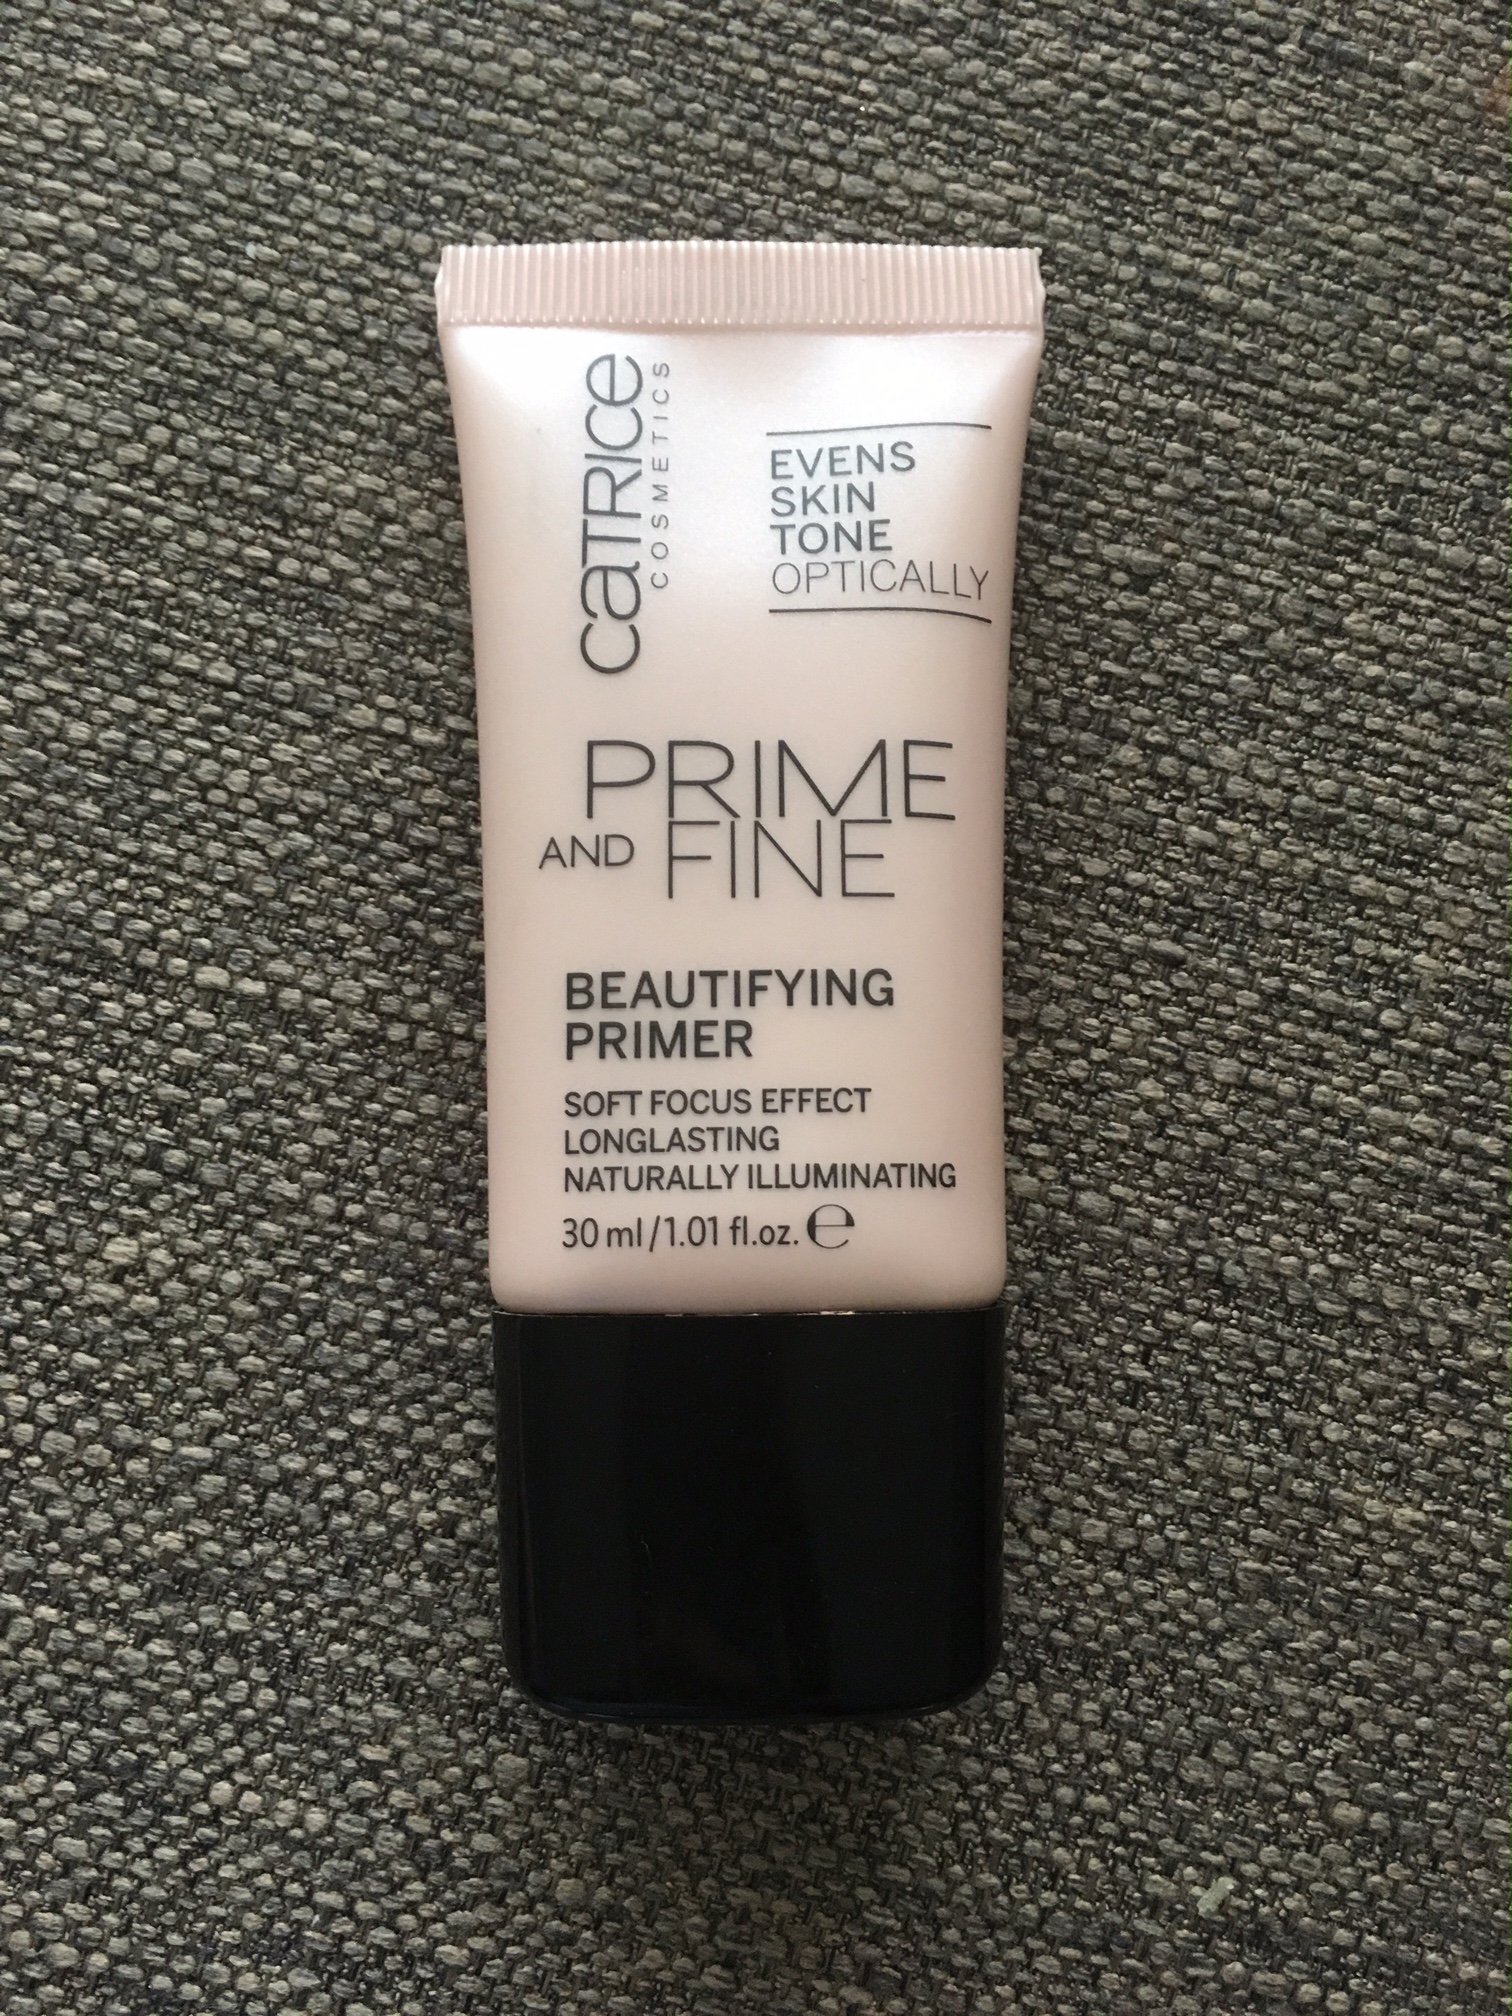 caTRICe
COSMETICS
EVENS
SKIN
TONE
OPTICALLY
PRIME
AND FINE
BEAUTIFYING
PRIMER
SOFT FOCUS EFFECT
LONGLASTING
NATURALLY ILLUMINATING
30 ml/1.01 fl.oz. ℮